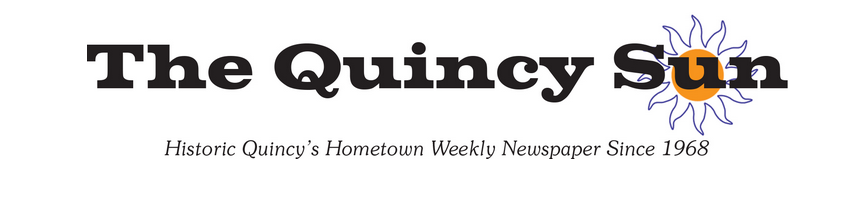 The Quincy Sun
Historic Quincy’s Hometown Weekly Newspaper Since 1968